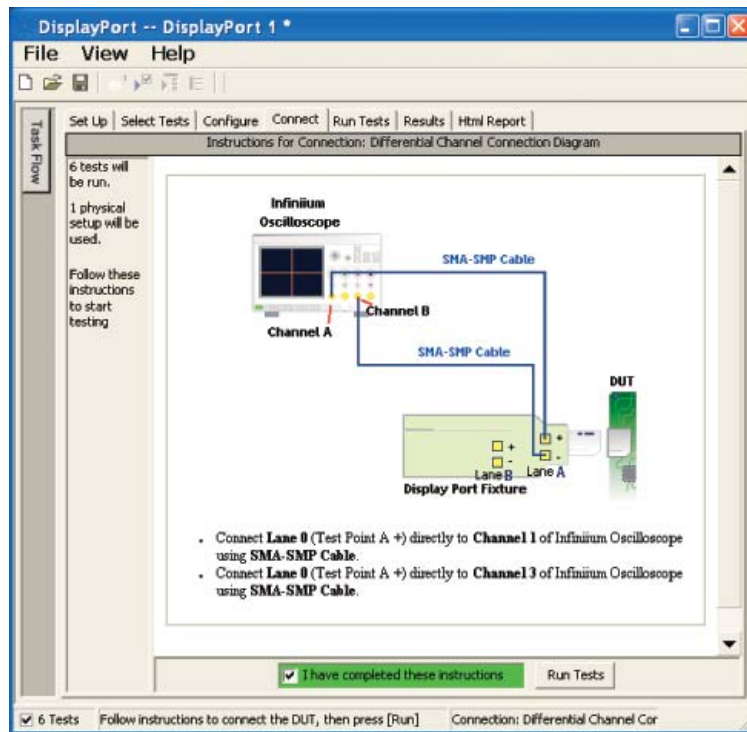 DisplayPort -- DisplayPort 1 *
File View Help
Task Flow
Set Up Select Tests Configure Connect Run Tests Results Html Report
Instructions for Connection: Differential Channel Connection Diagram
6 tests will
be run.
1 physical
setup will be
used.
Follow these
instructions
to start
testing
Infiniium
Oscilloscope
SMA-SMP Cable
Channel B
Channel A
SMA-SMP Cable
DUT
+ +
- -
Lane B Lane A
Display Port Fixture
• Connect Lane 0 (Test Point A +) directly to Channel 1 of Infiniium Oscilloscope
using SMA-SMP Cable.
• Connect Lane 0 (Test Point A +) directly to Channel 3 of Infiniium Oscilloscope
using SMA-SMP Cable.
I have completed these instructions Run Tests
6 Tests Follow instructions to connect the DUT, then press [Run] Connection: Differential Channel Cor